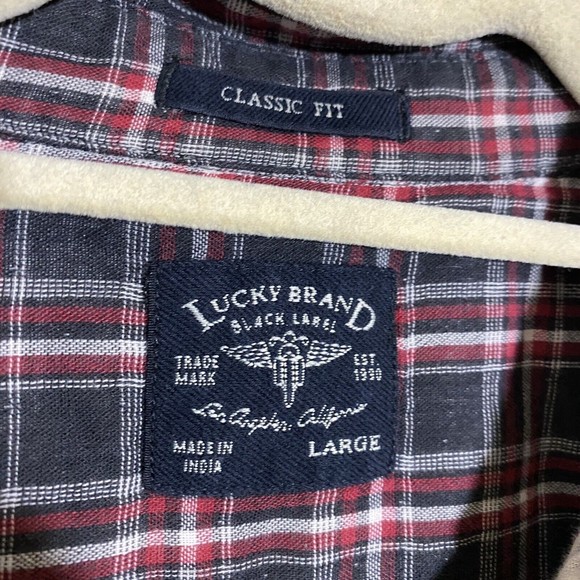 CLASSIC FIT
LUCKY BRAND
BLACK LABEL
TRADE MARK
EST. 1990
Los Angeles, California
MADE IN INDIA
LARGE